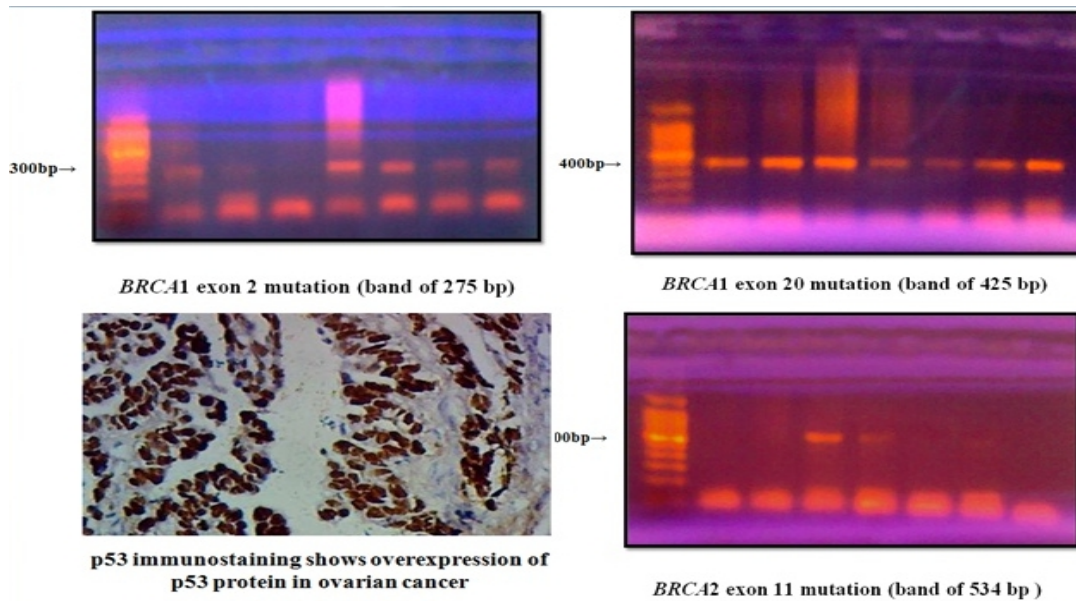 300bp→
400bp→
BRCA1 exon 2 mutation (band of 275 bp)
BRCA1 exon 20 mutation (band of 425 bp)
00bp→
p53 immunostaining shows overexpression of
p53 protein in ovarian cancer
BRCA2 exon 11 mutation (band of 534 bp )